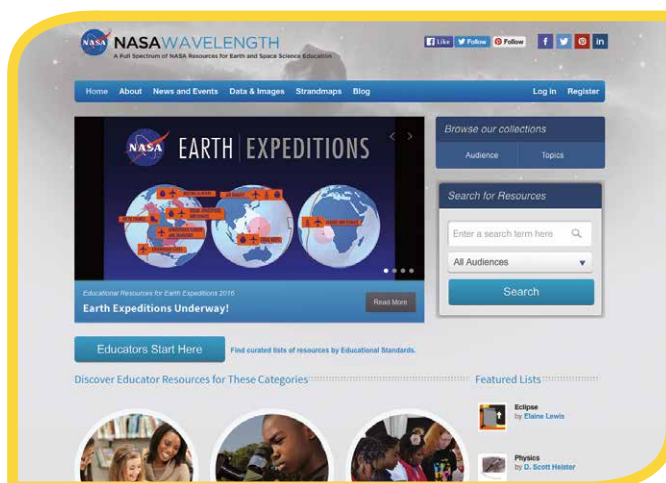 NASA
NASAWAVELENGTH
A Full Spectrum of NASA Resources for Earth and Space Science Education
Like
Follow
Follow
Home About News and Events Data & Images Strandmaps Blog Log in Register
NASA EARTH EXPEDITIONS
Browse our collections
Audience Topics
Search for Resources
Enter a search term here
All Audiences
Search
Educational Resources for Earth Expeditions 2016
Earth Expeditions Underway!
Read More
Educators Start Here
Find curated lists of resources by Educational Standards.
Discover Educator Resources for These Categories
Featured Lists
Eclipse
by Elaine Lewis
Physics
by D. Scott Heister